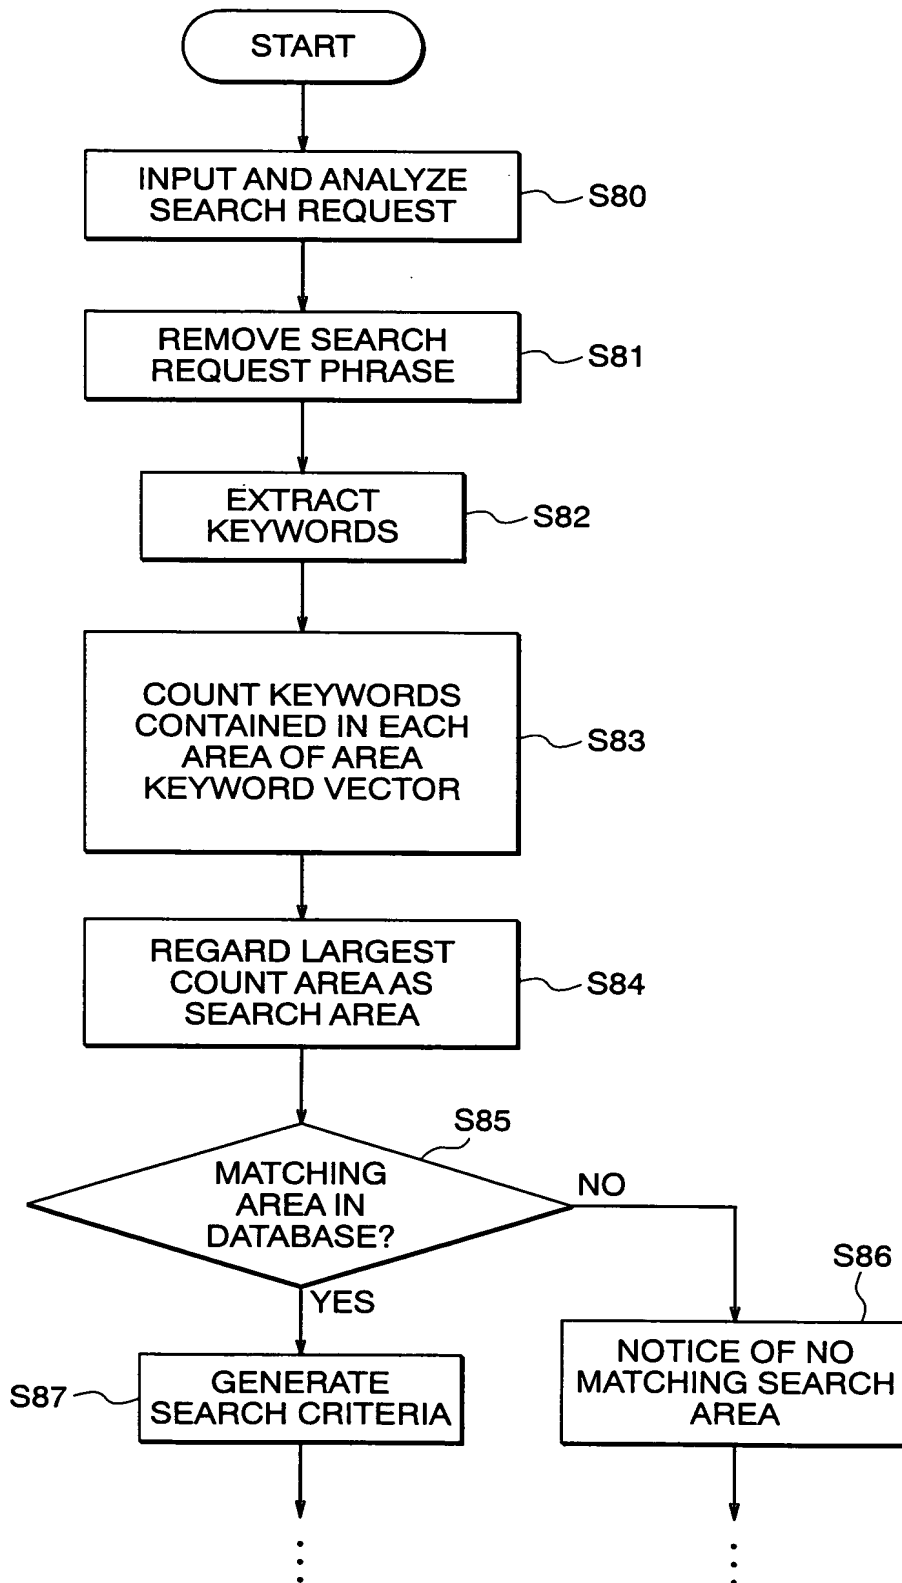 START
INPUT AND ANALYZE
SEARCH REQUEST
S80
REMOVE SEARCH
REQUEST PHRASE
S81
EXTRACT
KEYWORDS
S82
COUNT KEYWORDS
CONTAINED IN EACH
AREA OF AREA
KEYWORD VECTOR
S83
REGARD LARGEST
COUNT AREA AS
SEARCH AREA
S84
S85
MATCHING
AREA IN
DATABASE?
NO
YES
S86
NOTICE OF NO
MATCHING SEARCH
AREA
S87
GENERATE
SEARCH CRITERIA